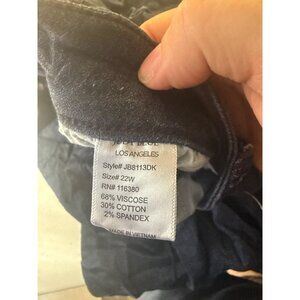 LOS ANGELES
Style# JB8113DK
Size# 22W
RN# 116380
68% VISCOSE
30% COTTON
2% SPANDEX
MADE IN VIETNAM